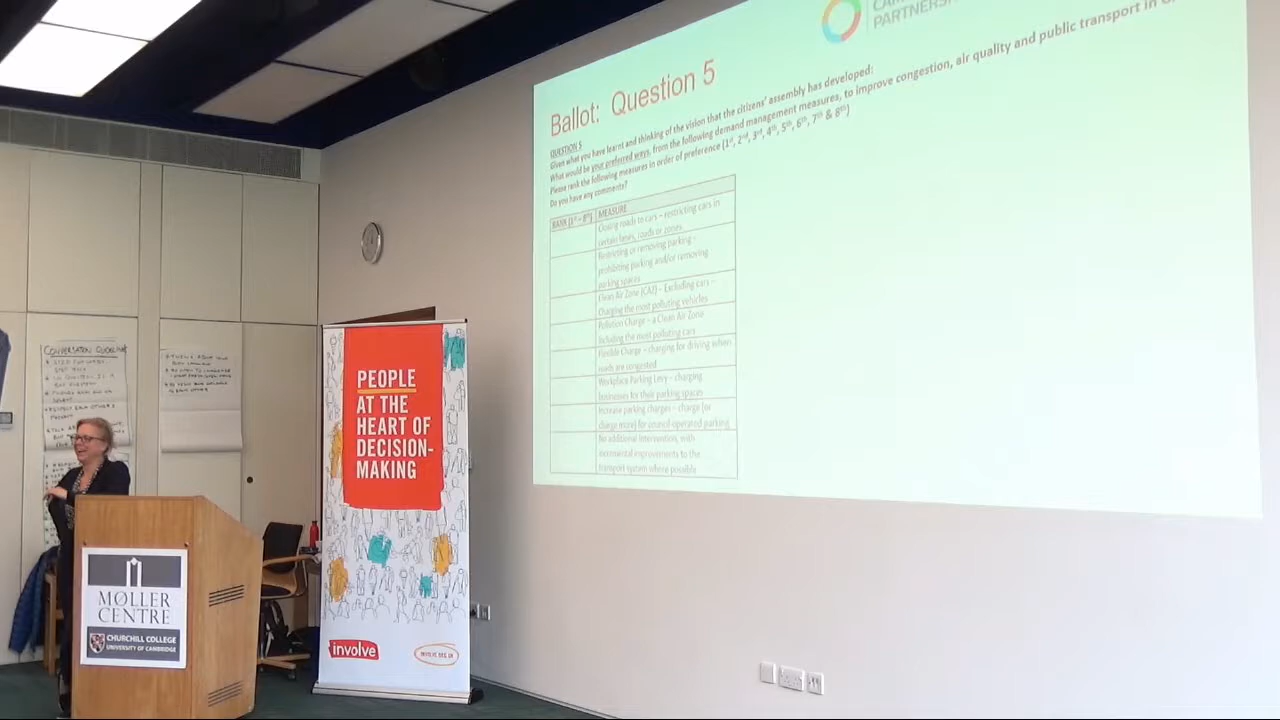 PARTNERSH
Ballot: Question 5
QUESTION 5
Given what you have learnt and thinking of the vision that the citizens' assembly has developed:
What would be your preferred ways, from the following demand management measures, to improve congestion, air quality and public transport in
Please rank the following measures in order of preference (1st, 2nd, 3rd, 4th, 5th, 6th, 7th & 8th)
Do you have any comments?
RANK (1st – 8th) MEASURE
Closing roads to cars – restricting cars in
certain lanes, roads or zones
Restricting or removing parking -
prohibiting parking and/or removing
parking spaces
Clean Air Zone (CAZ) – Excluding cars –
Charging the most polluting vehicles
Pollution Charge – a Clean Air Zone
including the most polluting cars
Flexible Charge – charging for driving when
roads are congested
Workplace Parking Levy – charging
businesses for their parking spaces
Increase parking charges – charge (or
charge more) for council operated parking
No additional intervention, with
incremental improvements to the
transport system where possible
CONVERSATION GUIDELINES
PEOPLE
AT THE
HEART OF
DECISION-
MAKING
involve
INVOLVE.ORG.UK
MØLLER
CENTRE
CHURCHILL COLLEGE
UNIVERSITY OF CAMBRIDGE